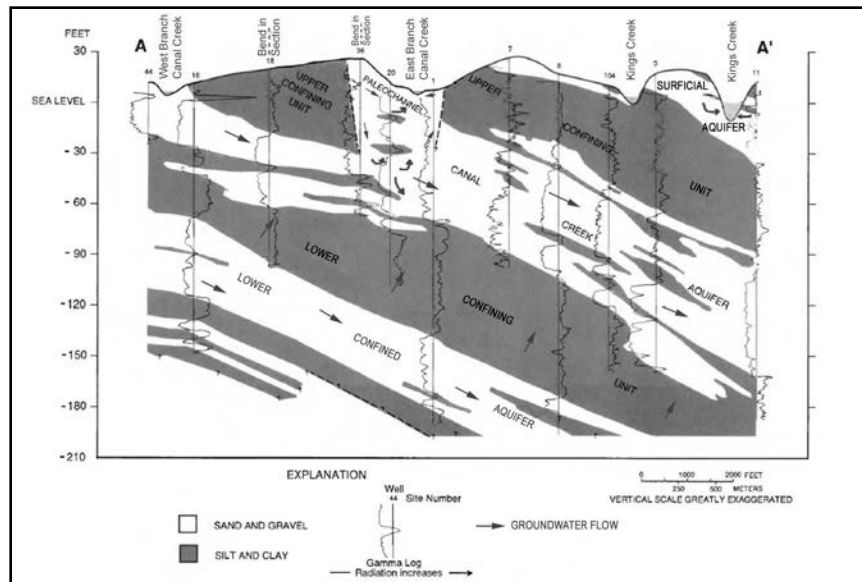 FEET
A
A'
West Branch
Canal Creek
Bend in
Section
Bend in
Section
East Branch
Canal Creek
Kings Creek
Kings Creek
44
16
18
36
20
1
7
8
104
3
11
30
SEA LEVEL
-30
-60
-90
-120
-150
-180
-210
UPPER
CONFINING
UNIT
PALEOCHANNEL
UPPER
CONFINING
UNIT
SURFICIAL
AQUIFER
CANAL
CREEK
AQUIFER
LOWER
CONFINING
UNIT
LOWER
CONFINED
AQUIFER
EXPLANATION
SAND AND GRAVEL
SILT AND CLAY
Well
44 Site Number
Gamma Log
Radiation increases
GROUNDWATER FLOW
0 1000 2000 FEET
250 500
METERS
VERTICAL SCALE GREATLY EXAGGERATED